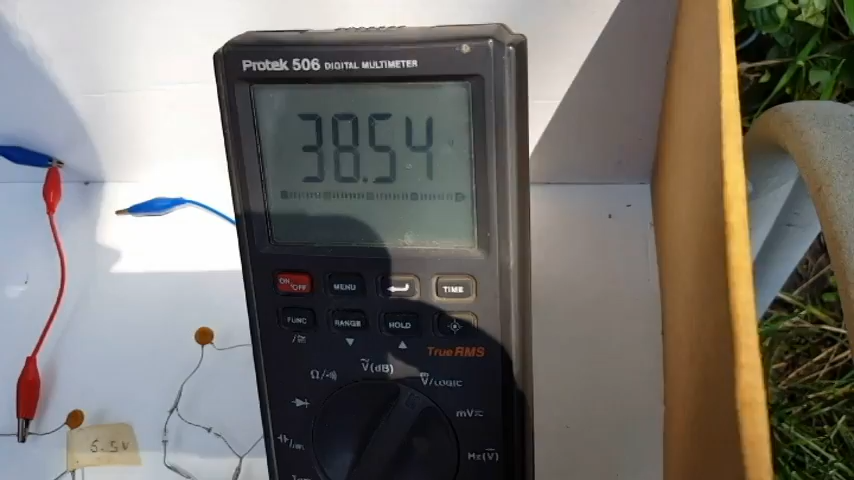 Protek 506 DIGITAL MULTIMETER
38.54
ON/OFF MENU TIME
FUNC RANGE HOLD
True RMS
V(dB)
V/LOGIC
mV
Hz(V)
5.5V